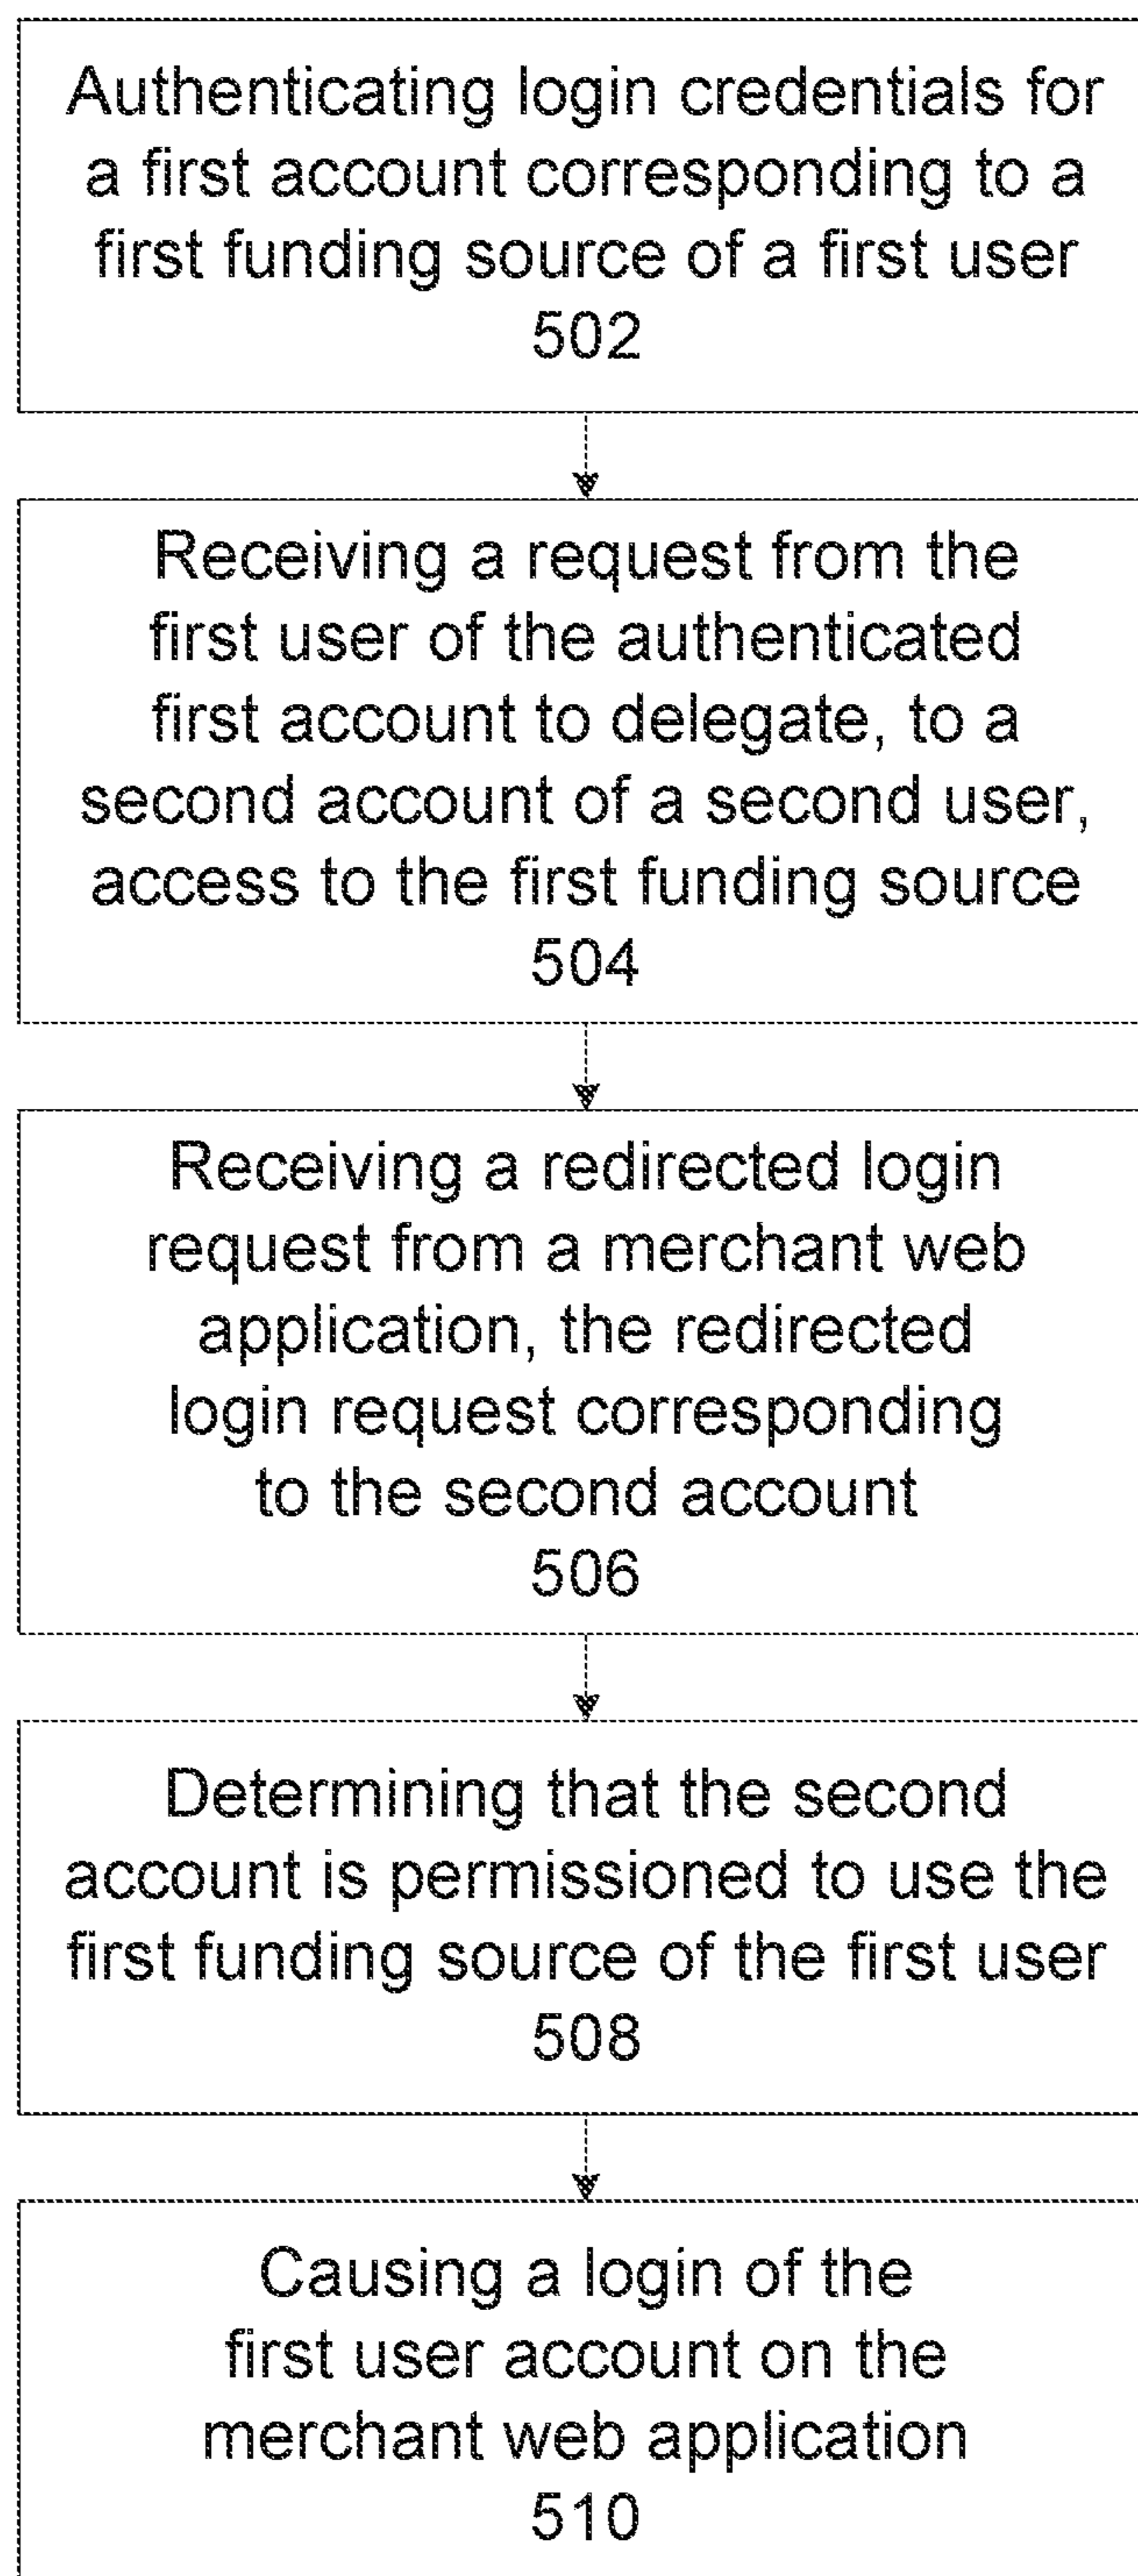 Authenticating login credentials for
a first account corresponding to a
first funding source of a first user
502
Receiving a request from the
first user of the authenticated
first account to delegate, to a
second account of a second user,
access to the first funding source
504
Receiving a redirected login
request from a merchant web
application, the redirected
login request corresponding
to the second account
506
Determining that the second
account is permissioned to use the
first funding source of the first user
508
Causing a login of the
first user account on the
merchant web application
510